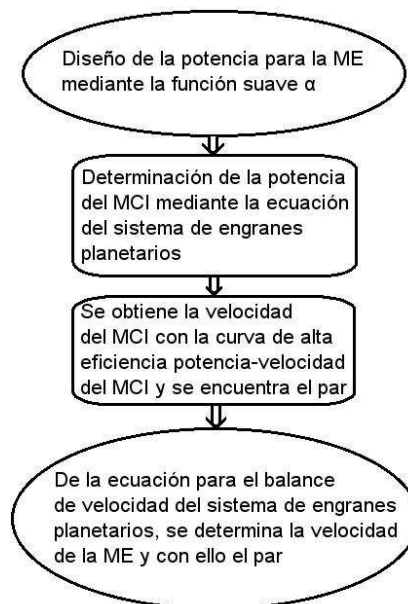 Diseño de la potencia para la ME
mediante la función suave α
Determinación de la potencia
del MCI mediante la ecuación
del sistema de engranes
planetarios
Se obtiene la velocidad
del MCI con la curva de alta
eficiencia potencia-velocidad
del MCI y se encuentra el par
De la ecuación para el balance
de velocidad del sistema de engranes
planetarios, se determina la velocidad
de la ME y con ello el par